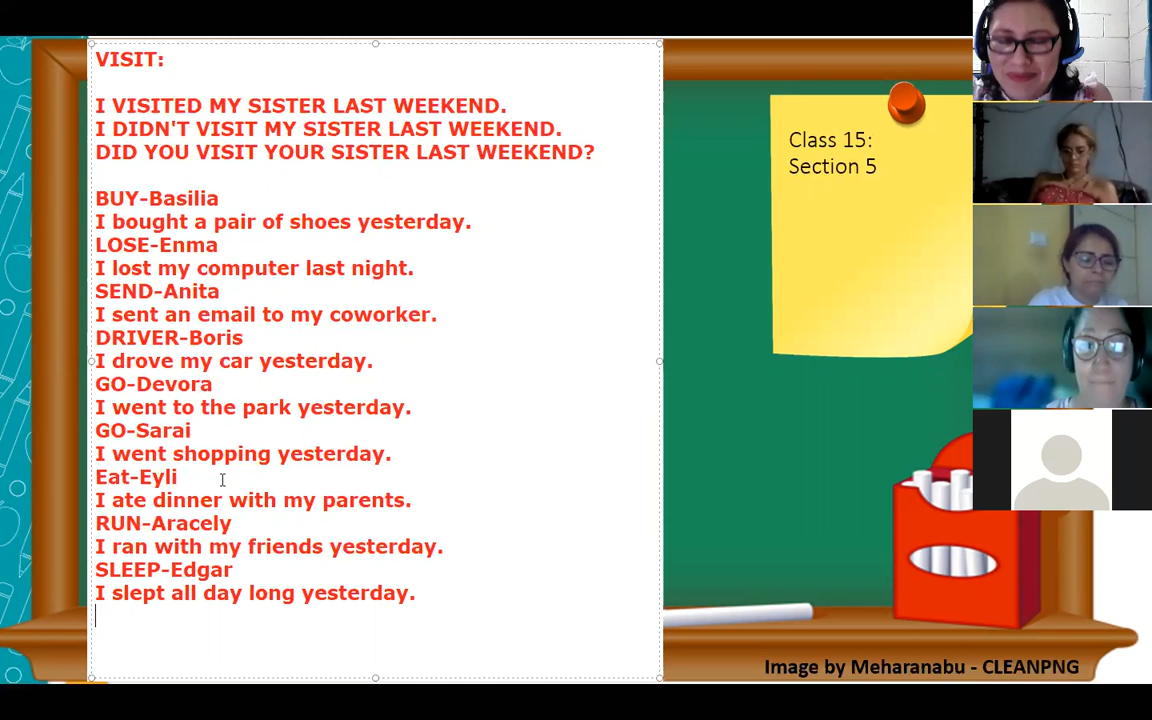 VISIT:
I VISITED MY SISTER LAST WEEKEND.
I DIDN'T VISIT MY SISTER LAST WEEKEND.
DID YOU VISIT YOUR SISTER LAST WEEKEND?
BUY-Basilia
I bought a pair of shoes yesterday.
LOSE-Enma
I lost my computer last night.
SEND-Anita
I sent an email to my coworker.
DRIVER-Boris
I drove my car yesterday.
GO-Devora
I went to the park yesterday.
GO-Sarai
I went shopping yesterday.
Eat-Eyli
I ate dinner with my parents.
RUN-Aracely
I ran with my friends yesterday.
SLEEP-Edgar
I slept all day long yesterday.
Class 15:
Section 5
Image by Meharanabu - CLEANPNG